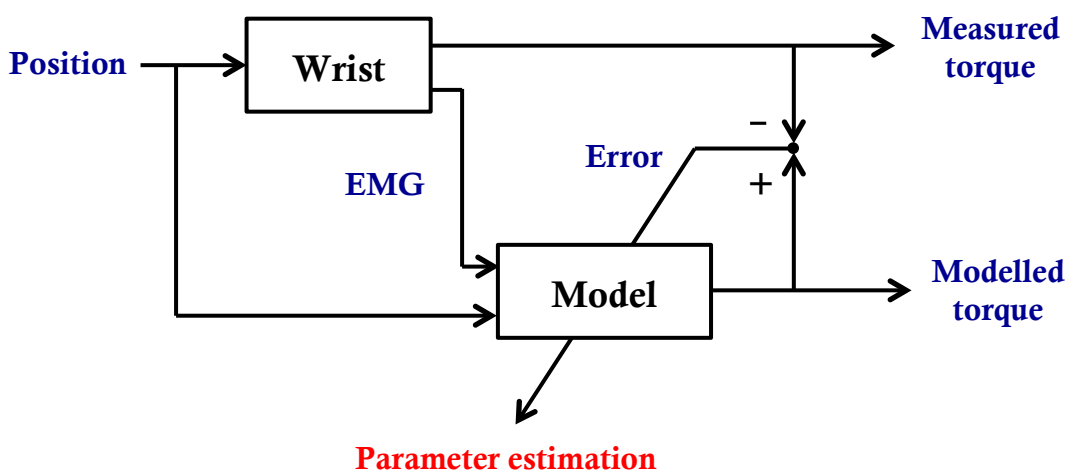 Position
Wrist
Measured
torque
EMG
Error
−
+
Model
Modelled
torque
Parameter estimation